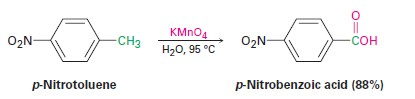 KMnO₄
H₂O, 95 °C
O₂N CH₃
O₂N O COH
p-Nitrotoluene
p-Nitrobenzoic acid (88%)